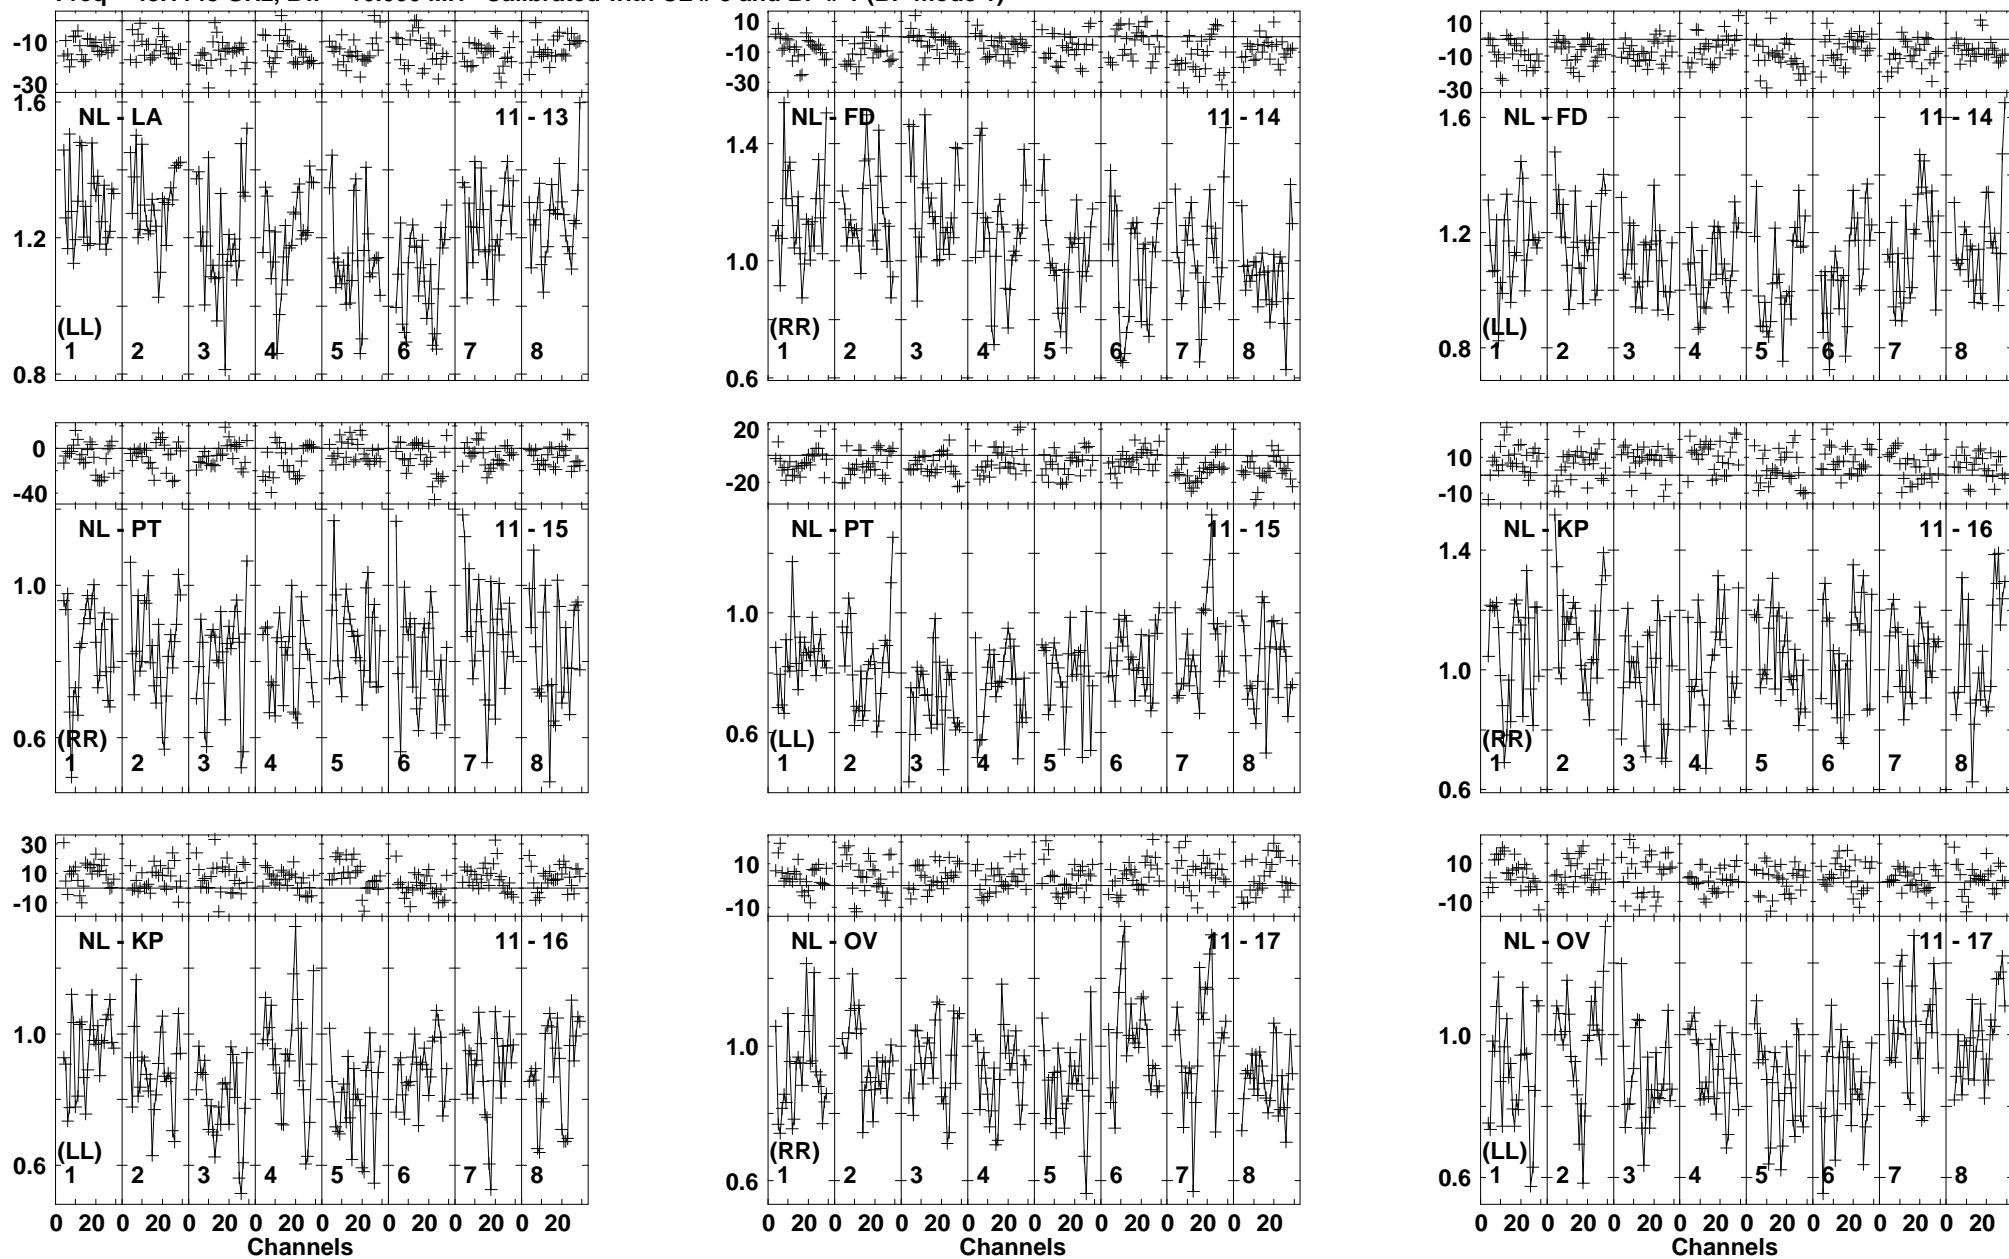 10 10
-10 -10 -10
-30 -30 -30
1.6 NL - LA 11 - 13 NL - FD 11 - 14 1.6 NL - FD 11 - 14
1.4
1.2 1.0 1.2
(LL) (RR) (LL)
1 2 3 4 5 6 7 8 1 2 3 4 5 6 7 8 0.8 1 2 3 4 5 6 7 8
0.8 0.6
0 20 10
-40 -20 -10
NL - PT 11 - 15 NL - PT 11 - 15 NL - KP 11 - 16
1.4
1.0 1.0 1.0
0.6 (RR) 0.6 (LL) (RR)
1 2 3 4 5 6 7 8 1 2 3 4 5 6 7 8 1 2 3 4 5 6 7 8
0.6
30
10 10 10
-10 -10 -10
NL - KP 11 - 16 NL - OV 11 - 17 NL - OV 11 - 17
1.0 1.0 1.0
(LL) (RR) (LL)
0.6 1 2 3 4 5 6 7 8 0.6 1 2 3 4 5 6 7 8 0.6 1 2 3 4 5 6 7 8
0 20 0 20 0 20 0 20 0 20 0 20 0 20 0 20 0 20 0 20 0 20 0 20 0 20 0 20 0 20 0 20 0 20 0 20 0 20 0 20 0 20 0 20 0 20 0 20
Channels Channels Channels